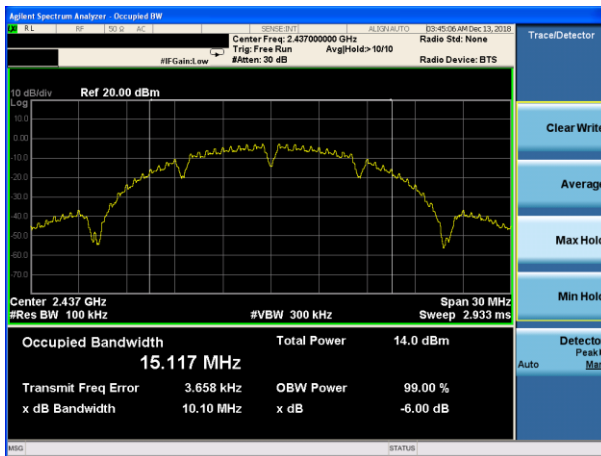 Agilent Spectrum Analyzer - Occupied BW
RL RF 50 Ω AC SENSE:INT ALIGN AUTO 03:45:06 AM Dec 13, 2018
Center Freq: 2.437000000 GHz Radio Std: None
Trig: Free Run Avg|Hold:> 10/10
#IFGain:Low #Atten: 30 dB Radio Device: BTS
Trace/Detector
10 dB/div Ref 20.00 dBm
Log
10.0
0.00
-10.0
-20.0
-30.0
-40.0
-50.0
-60.0
-70.0
Center 2.437 GHz Span 30 MHz
#Res BW 100 kHz #VBW 300 kHz Sweep 2.933 ms
Occupied Bandwidth Total Power 14.0 dBm
15.117 MHz
Transmit Freq Error 3.658 kHz OBW Power 99.00 %
x dB Bandwidth 10.10 MHz x dB -6.00 dB
Clear Write
Average
Max Hold
Min Hold
Detecto
Peak
Auto Ma
MSG STATUS